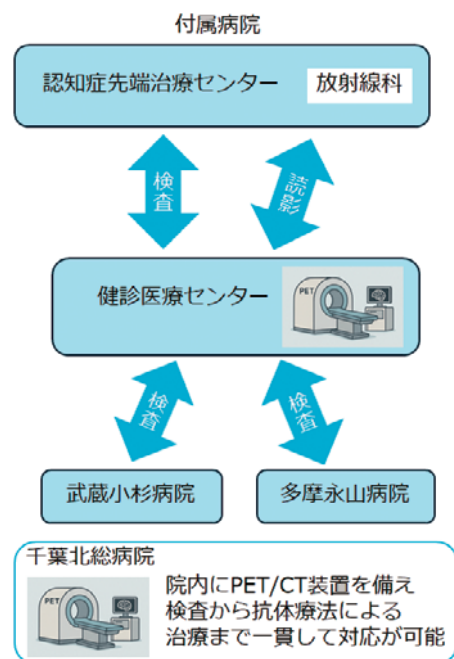 付属病院
認知症先端治療センター
放射線科
検査
読影
健診医療センター
PET
検査
検査
武蔵小杉病院
多摩永山病院
千葉北総病院
PET
院内にPET/CT装置を備え
検査から抗体療法による
治療まで一貫して対応が可能